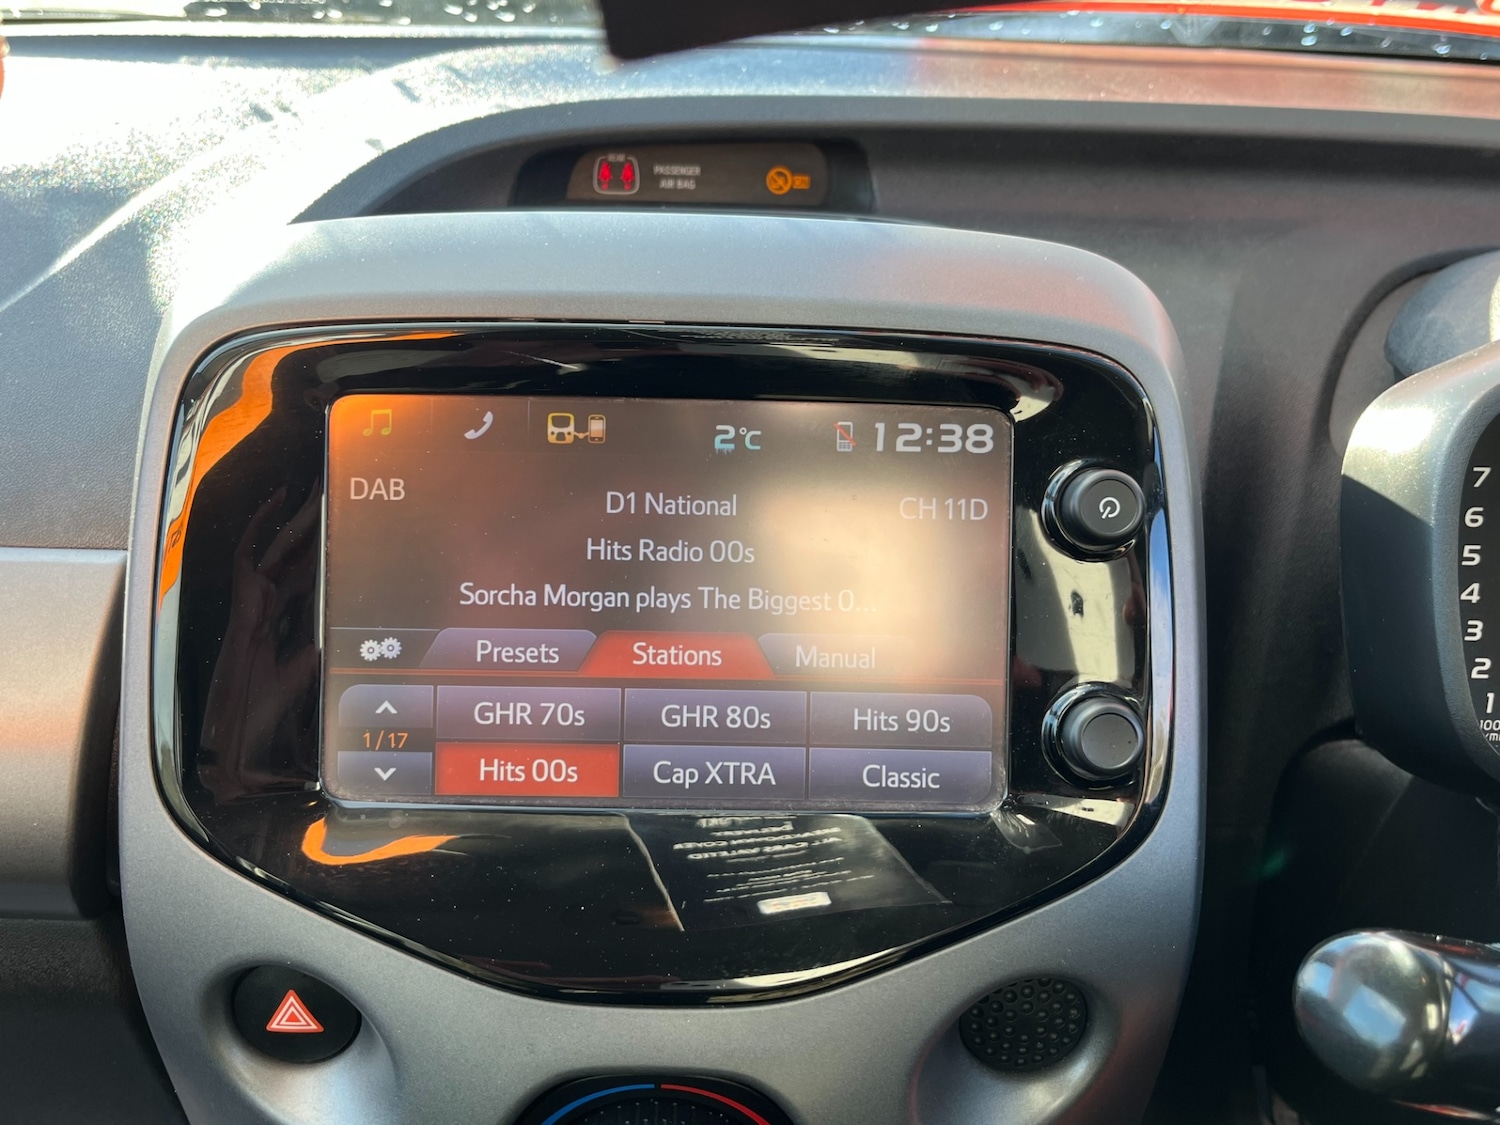 REAR
PASSENGER
AIR BAG
2°C
12:38
DAB
D1 National
CH 11D
Hits Radio 00s
Sorcha Morgan plays The Biggest 0...
Presets
Stations
Manual
1/17
GHR 70s
GHR 80s
Hits 90s
Hits 00s
Cap XTRA
Classic
7
6
5
4
3
2
1